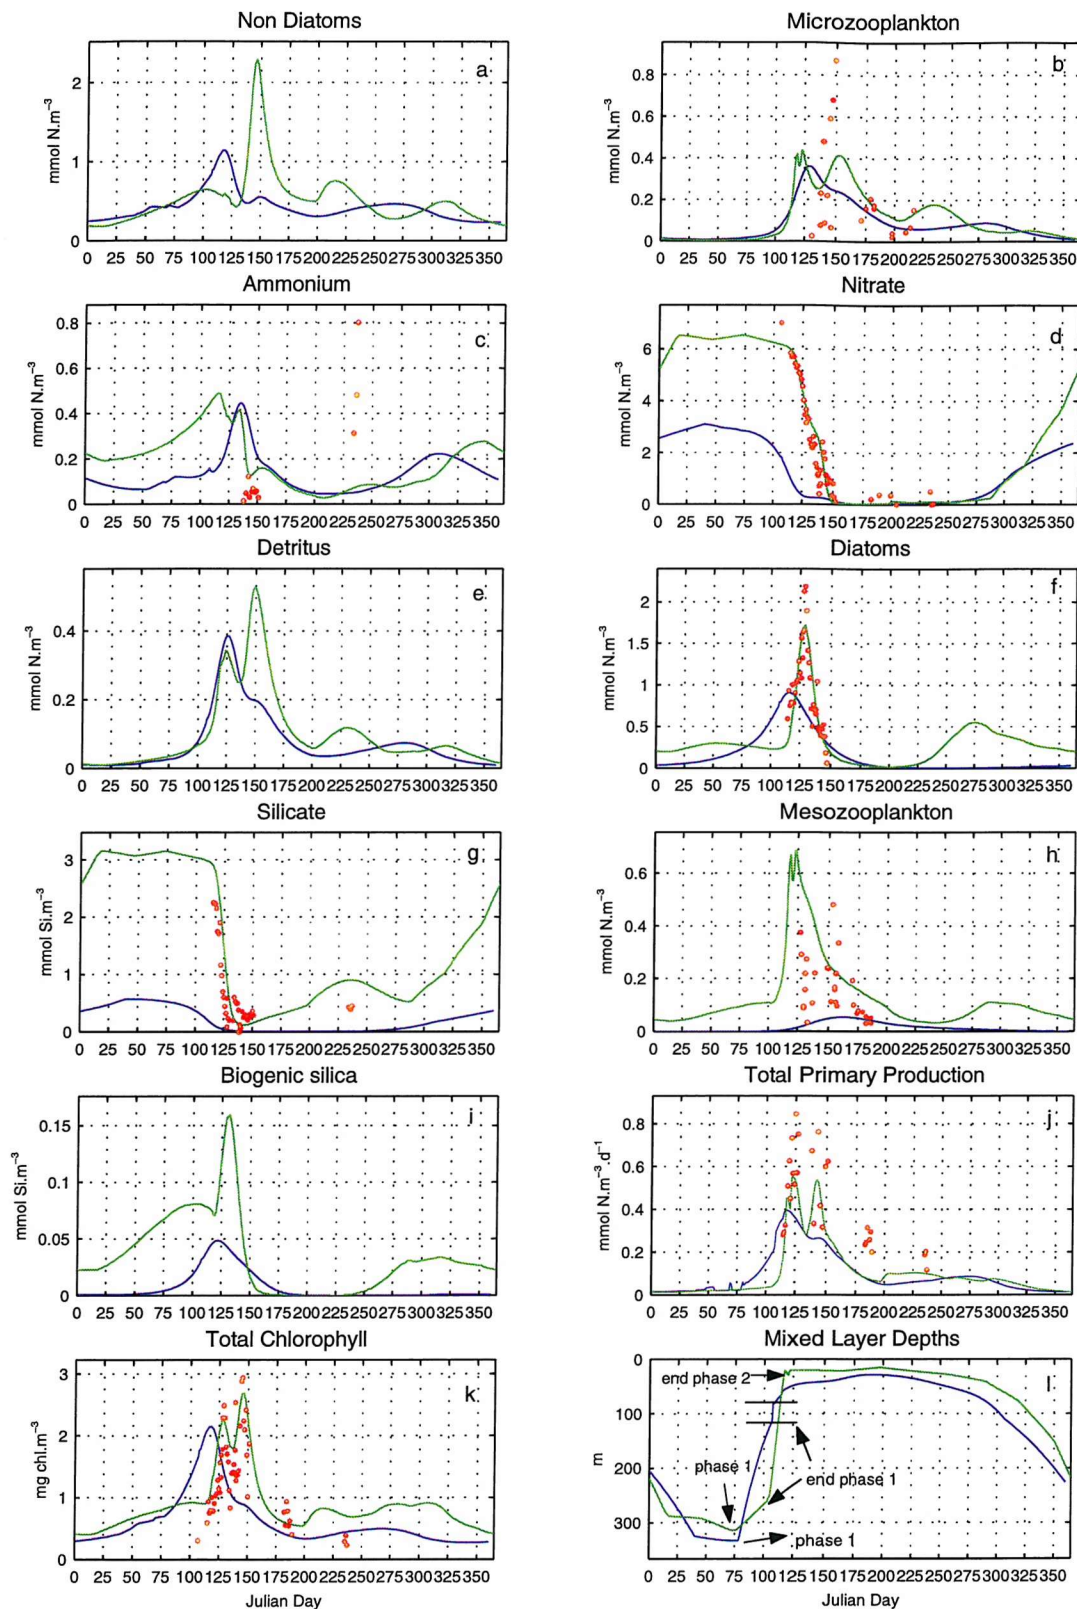 Non Diatoms
a
mmol N.m⁻³
2
1
0
0 25 50 75 100 125 150 175 200 225 250 275 300 325 350
Microzooplankton
b
mmol N.m⁻³
0.8
0.6
0.4
0.2
0
0 25 50 75 100 125 150 175 200 225 250 275 300 325 350
Ammonium
c
mmol N.m⁻³
0.8
0.6
0.4
0.2
0
0 25 50 75 100 125 150 175 200 225 250 275 300 325 350
Nitrate
d
mmol N.m⁻³
6
4
2
0
0 25 50 75 100 125 150 175 200 225 250 275 300 325 350
Detritus
e
mmol N.m⁻³
0.4
0.2
0
0 25 50 75 100 125 150 175 200 225 250 275 300 325 350
Diatoms
f
mmol N.m⁻³
2
1.5
1
0.5
0
0 25 50 75 100 125 150 175 200 225 250 275 300 325 350
Silicate
g
mmol Si.m⁻³
3
2
1
0
0 25 50 75 100 125 150 175 200 225 250 275 300 325 350
Mesozooplankton
h
mmol N.m⁻³
0.6
0.4
0.2
0
0 25 50 75 100 125 150 175 200 225 250 275 300 325 350
Biogenic silica
i
mmol Si.m⁻³
0.15
0.1
0.05
0
0 25 50 75 100 125 150 175 200 225 250 275 300 325 350
Total Primary Production
j
mmol N.m⁻³.d⁻¹
0.8
0.6
0.4
0.2
0
0 25 50 75 100 125 150 175 200 225 250 275 300 325 350
Total Chlorophyll
k
mg chl.m⁻³
3
2
1
0
0 25 50 75 100 125 150 175 200 225 250 275 300 325 350
Julian Day
Mixed Layer Depths
l
m
0
100
200
300
end phase 2
phase 1
end phase 1
phase 1
0 25 50 75 100 125 150 175 200 225 250 275 300 325 350
Julian Day